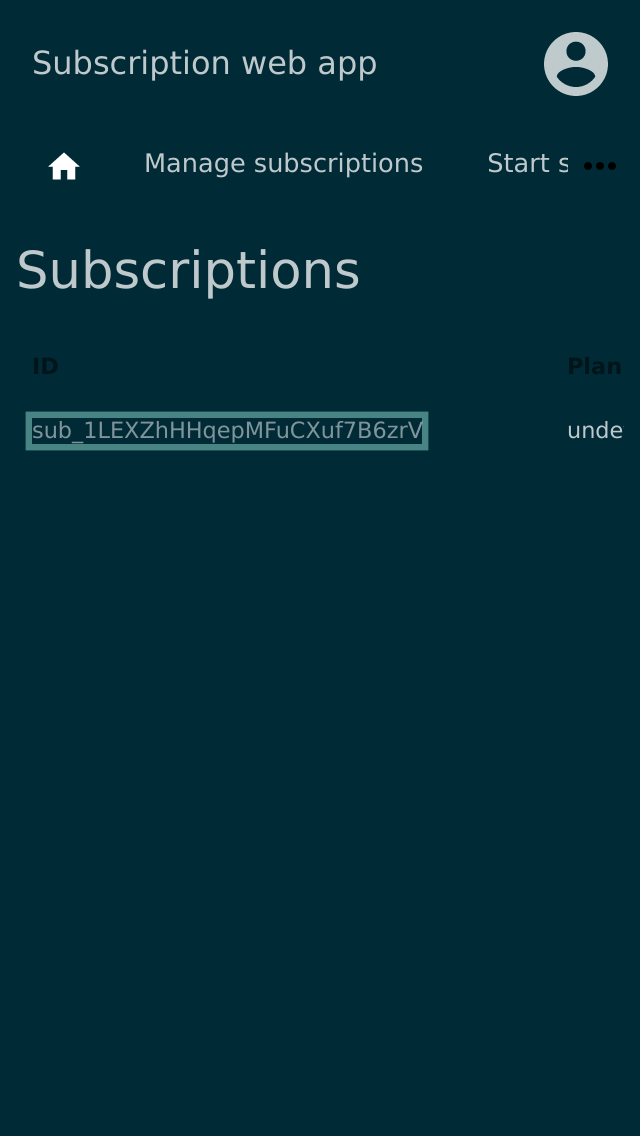 Subscription web app
Manage subscriptions Start s
Subscriptions
ID Plan
sub_1LEXZhHHqepMFuCXuf7B6zrV unde